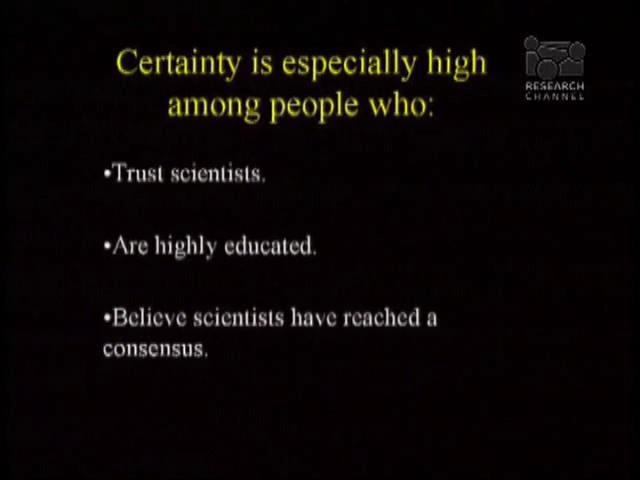 Certainty is especially high
among people who:
RESEARCH
CHANNEL
•Trust scientists.
•Are highly educated.
•Believe scientists have reached a
consensus.